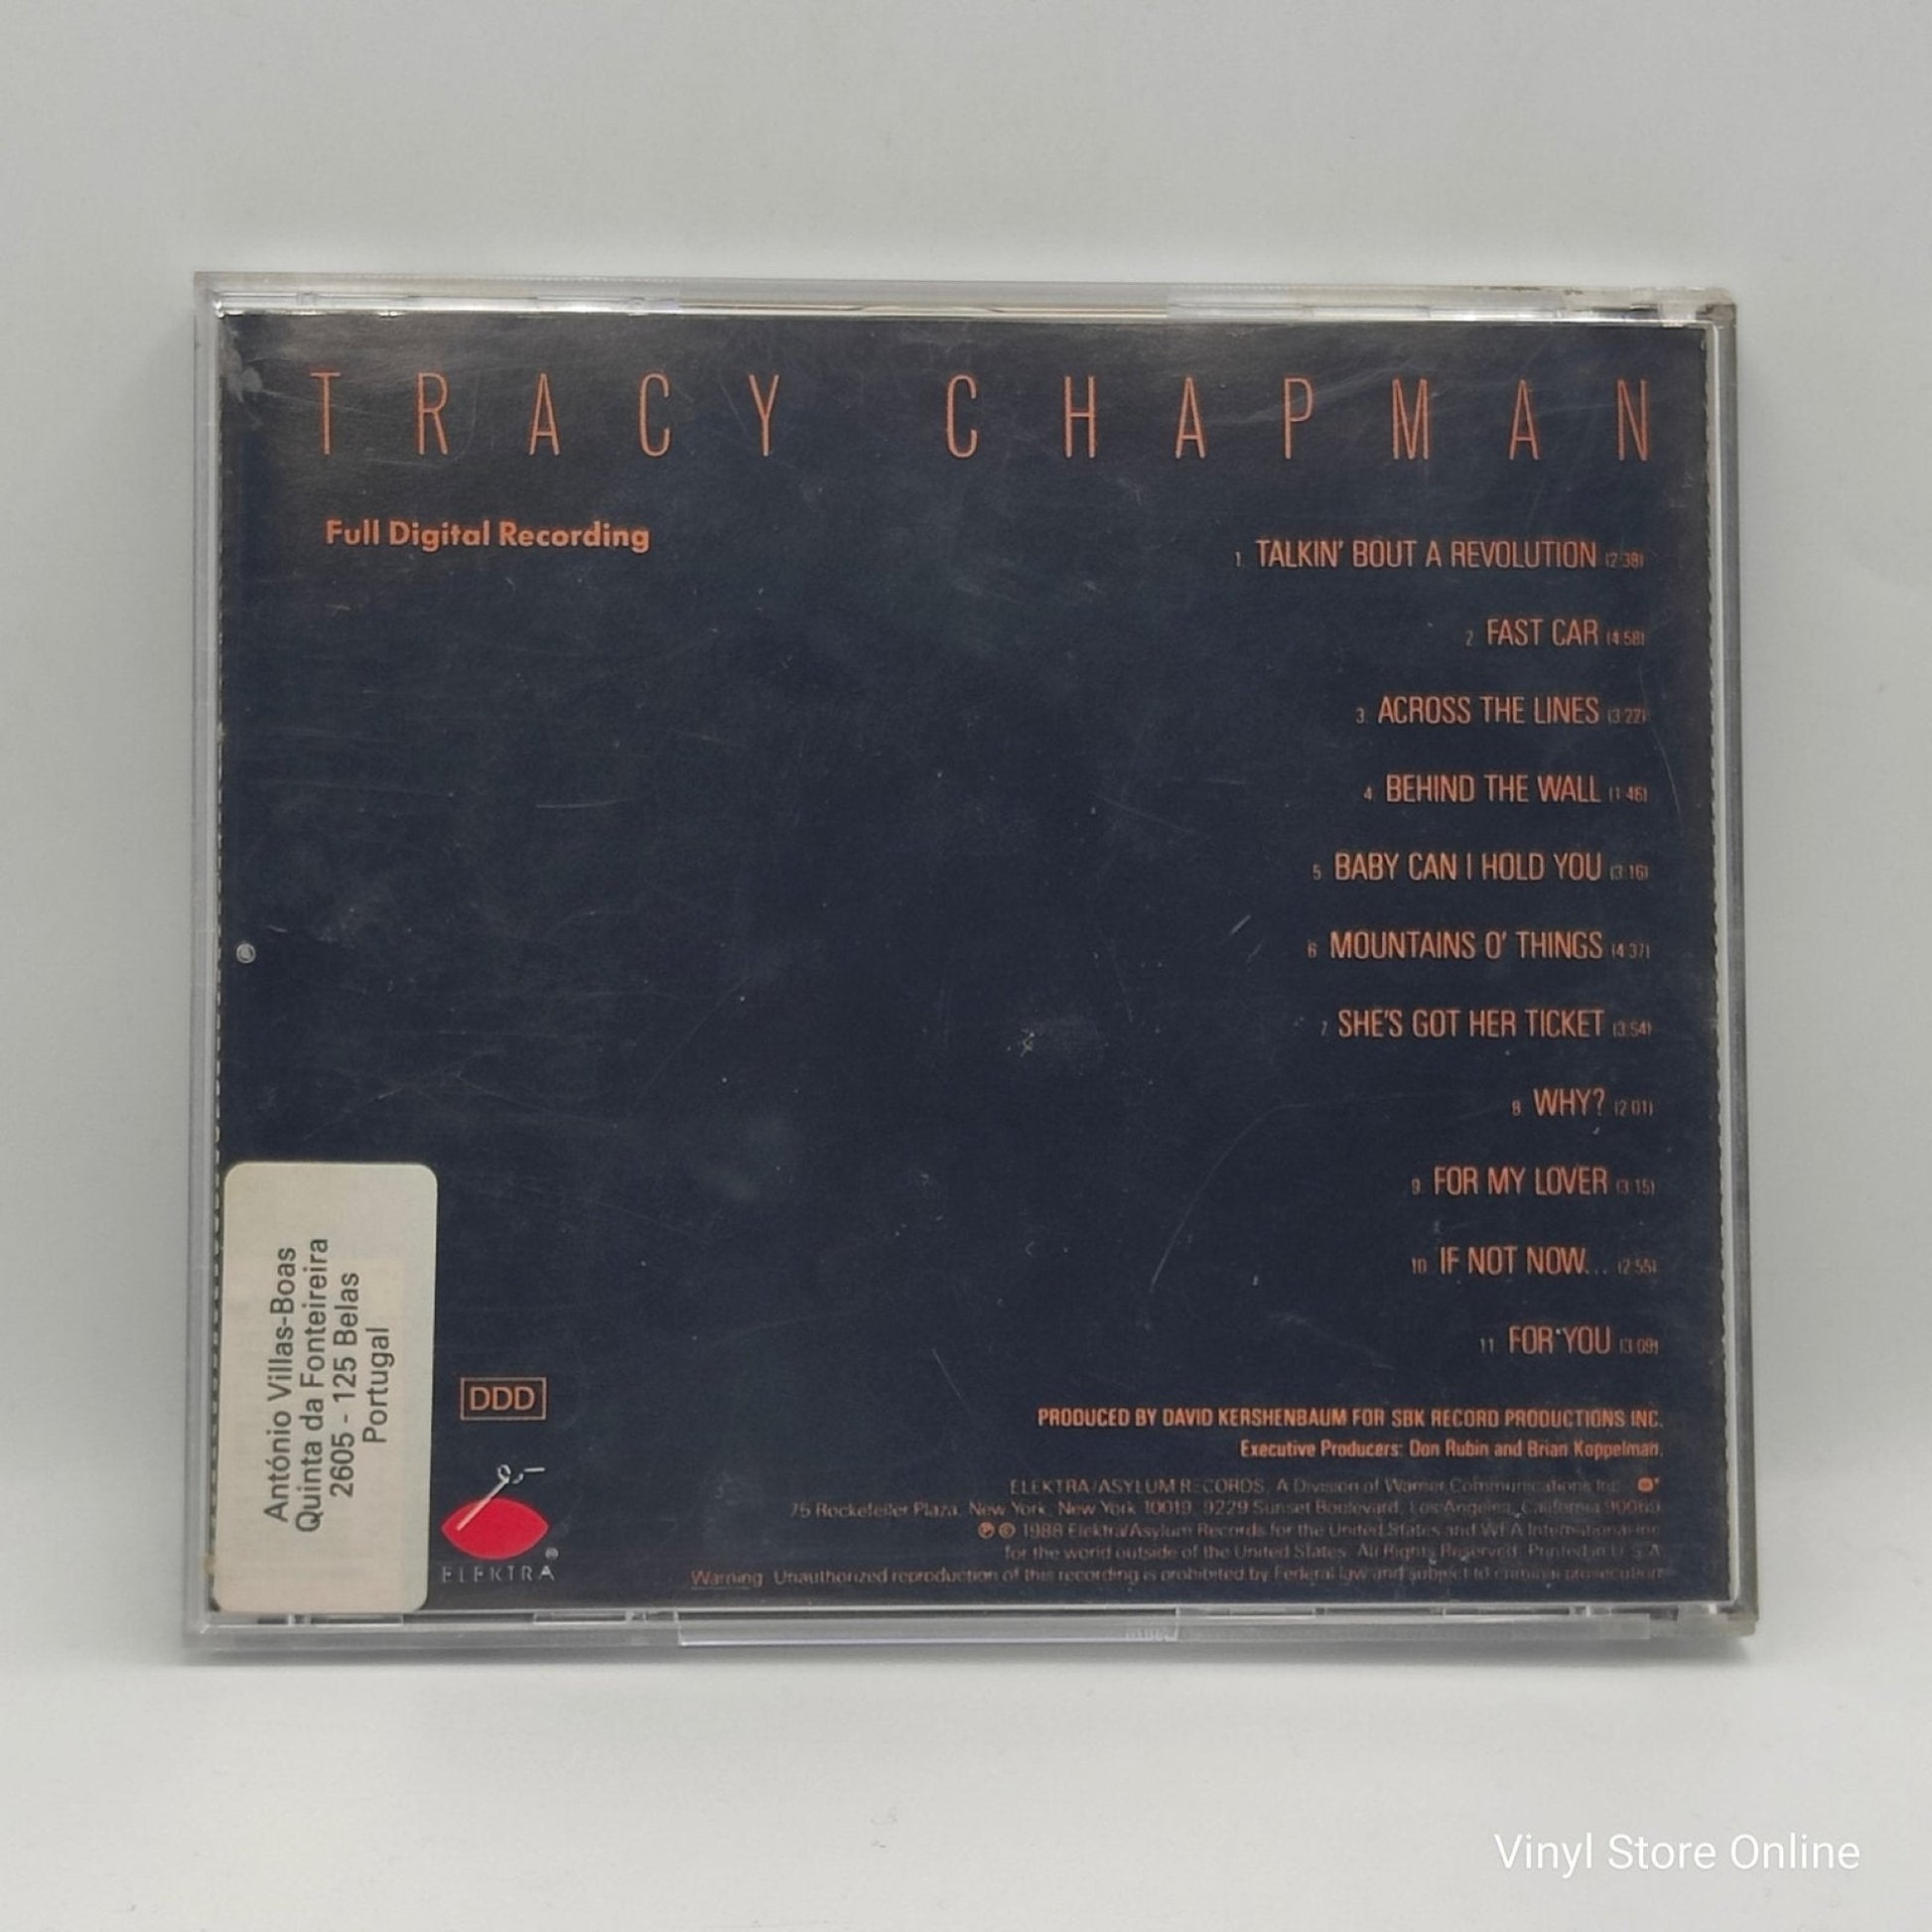 TRACY CHAPMAN
Full Digital Recording
1. TALKIN' BOUT A REVOLUTION (2:38)
2. FAST CAR (4:58)
3. ACROSS THE LINES (3:22)
4. BEHIND THE WALL (1:46)
5. BABY CAN I HOLD YOU (3:16)
6. MOUNTAINS O' THINGS (4:37)
7. SHE'S GOT HER TICKET (3:54)
8. WHY? (2:01)
9. FOR MY LOVER (3:15)
10. IF NOT NOW... (2:55)
11. FOR YOU (3:09)
António Villas-Boas
Quinta da Fonteireira
2605 - 125 Belas
Portugal
DDD
ELEKTRA
®
PRODUCED BY DAVID KERSHENBAUM FOR SBK RECORD PRODUCTIONS INC.
Executive Producers: Don Rubin and Brian Koppelman.
ELEKTRA/ASYLUM RECORDS, A Division of Warner Communications Inc.
75 Rockefeller Plaza, New York, New York 10019. 9229 Sunset Boulevard, Los Angeles, California 90069
℗ © 1988 Elektra/Asylum Records for the United States and WEA International Inc.
for the world outside of the United States. All Rights Reserved. Printed in U.S.A.
Warning: Unauthorized reproduction of this recording is prohibited by Federal law and subject to criminal prosecution.
Vinyl Store Online